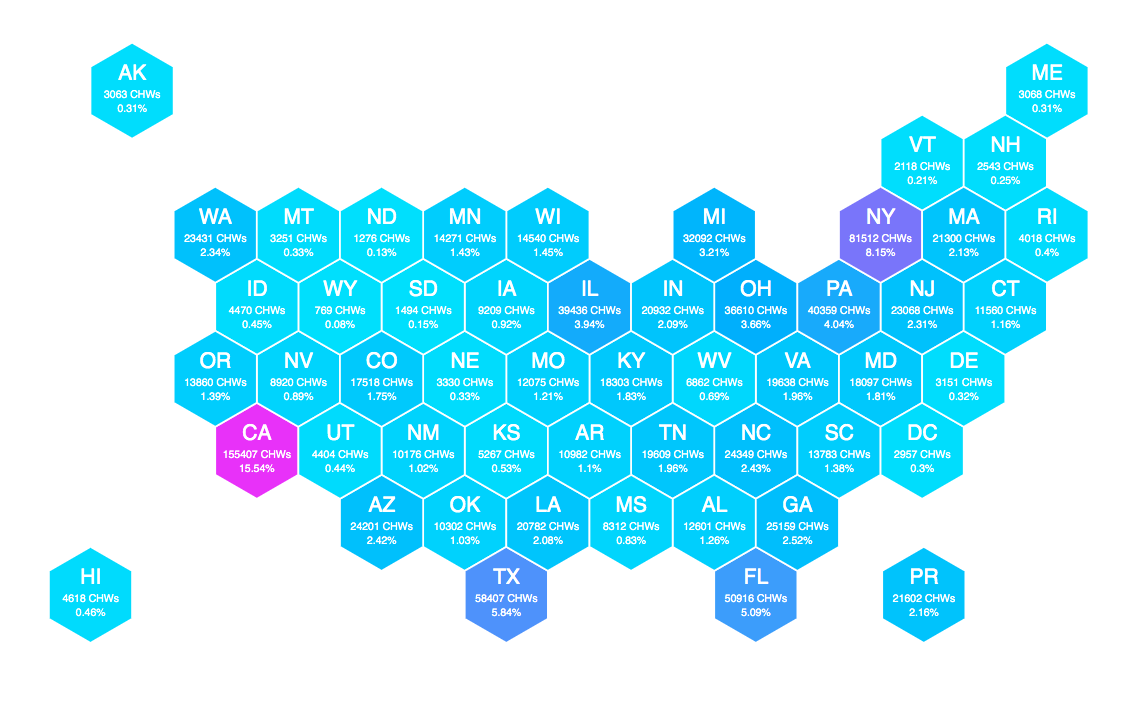 AK
3063 CHWs
0.31%
ME
3068 CHWs
0.31%
VT
2118 CHWs
0.21%
NH
2543 CHWs
0.25%
WA
23431 CHWs
2.34%
MT
3251 CHWs
0.33%
ND
1276 CHWs
0.13%
MN
14271 CHWs
1.43%
WI
14540 CHWs
1.45%
MI
32092 CHWs
3.21%
NY
81512 CHWs
8.15%
MA
21300 CHWs
2.13%
RI
4018 CHWs
0.4%
ID
4470 CHWs
0.45%
WY
769 CHWs
0.08%
SD
1494 CHWs
0.15%
IA
9209 CHWs
0.92%
IL
39436 CHWs
3.94%
IN
20932 CHWs
2.09%
OH
36610 CHWs
3.66%
PA
40359 CHWs
4.04%
NJ
23068 CHWs
2.31%
CT
11560 CHWs
1.16%
OR
13860 CHWs
1.39%
NV
8920 CHWs
0.89%
CO
17518 CHWs
1.75%
NE
3330 CHWs
0.33%
MO
12075 CHWs
1.21%
KY
18303 CHWs
1.83%
WV
6862 CHWs
0.69%
VA
19638 CHWs
1.96%
MD
18097 CHWs
1.81%
DE
3151 CHWs
0.32%
CA
155407 CHWs
15.54%
UT
4404 CHWs
0.44%
NM
10176 CHWs
1.02%
KS
5267 CHWs
0.53%
AR
10982 CHWs
1.1%
TN
19609 CHWs
1.96%
NC
24349 CHWs
2.43%
SC
13783 CHWs
1.38%
DC
2957 CHWs
0.3%
AZ
24201 CHWs
2.42%
OK
10302 CHWs
1.03%
LA
20782 CHWs
2.08%
MS
8312 CHWs
0.83%
AL
12601 CHWs
1.26%
GA
25159 CHWs
2.52%
HI
4618 CHWs
0.46%
TX
58407 CHWs
5.84%
FL
50916 CHWs
5.09%
PR
21602 CHWs
2.16%